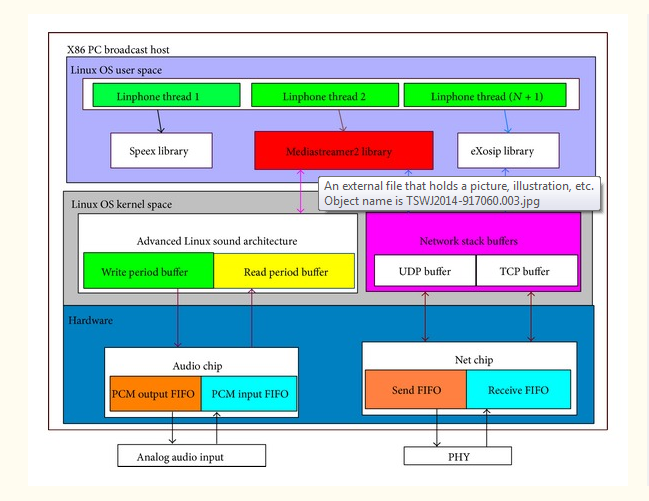 X86 PC broadcast host
Linux OS user space
Linphone thread 1
Linphone thread 2
Linphone thread (N + 1)
Speex library
Mediastreamer2 library
eXosip library
An external file that holds a picture, illustration, etc.
Object name is TSWJ2014-917060.003.jpg
Linux OS kernel space
Advanced Linux sound architecture
Write period buffer
Read period buffer
Network stack buffers
UDP buffer
TCP buffer
Hardware
Audio chip
PCM output FIFO
PCM input FIFO
Net chip
Send FIFO
Receive FIFO
Analog audio input
PHY